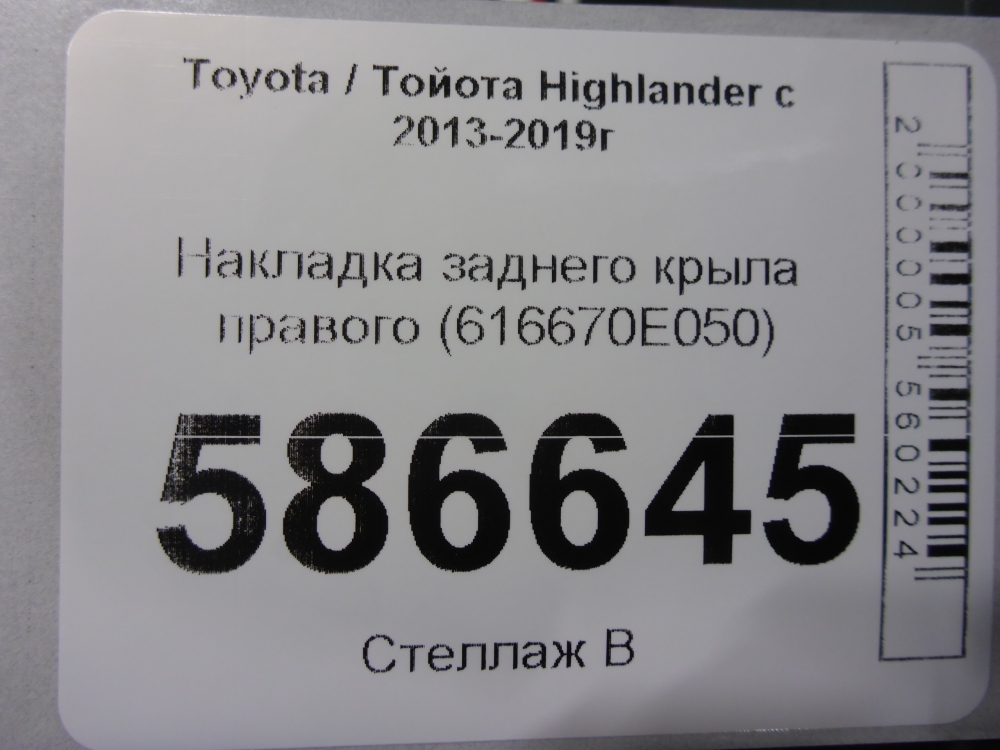 Toyota / Тойота Highlander с
2013-2019г
Накладка заднего крыла
правого (616670E050)
586645
Стеллаж В
2000005560224